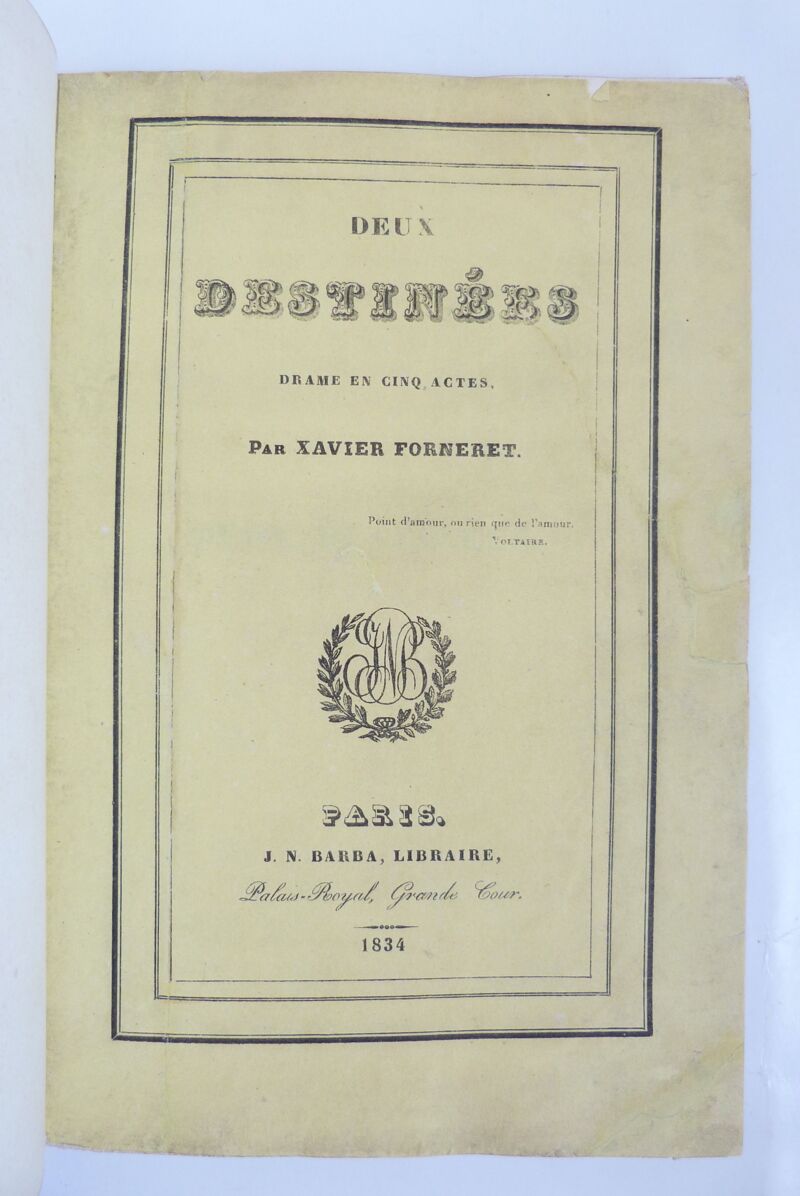 DEUX
DESTINÉES
DRAME EN CINQ ACTES,
PAR XAVIER FORNERET.
Point d'amour, ou rien que de l'amour.
VOLTAIRE.
JNB
PARIS.
J. N. BARBA, LIBRAIRE,
Palais-Royal, Grande Cour.
1834